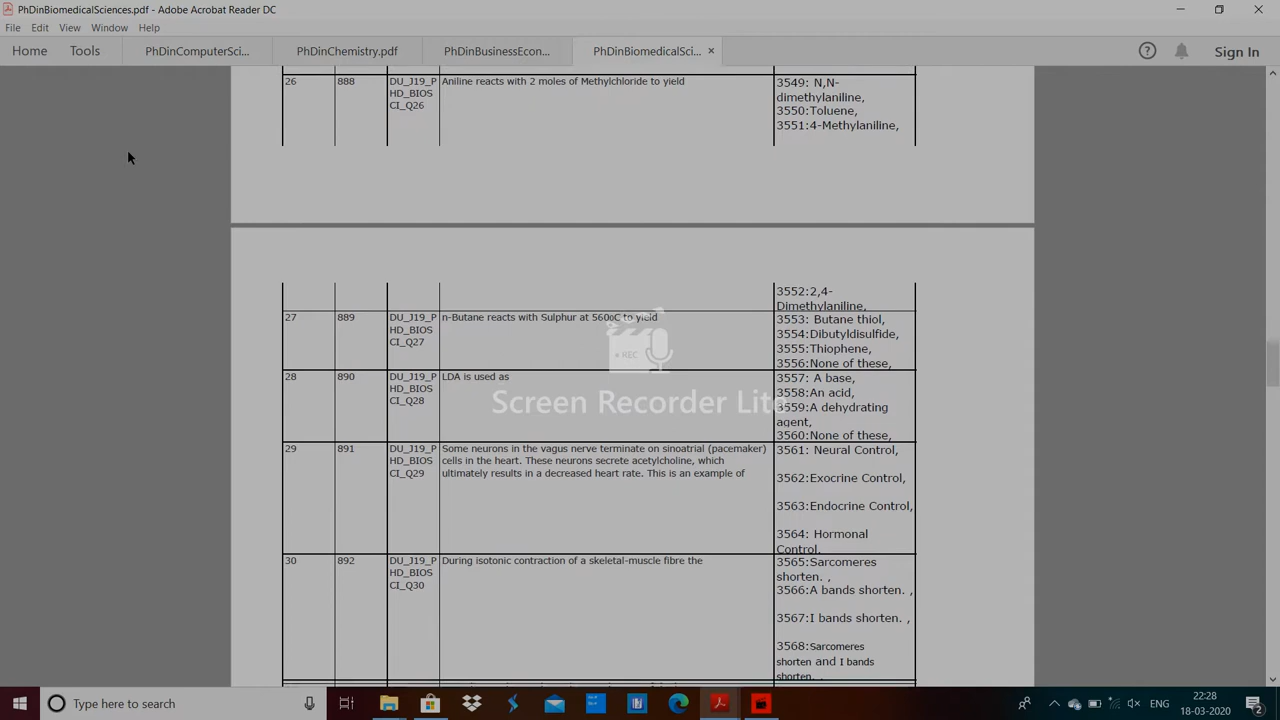 PhDinBiomedicalSciences.pdf - Adobe Acrobat Reader DC
File Edit View Window Help
Home Tools PhDinComputerSci... PhDinChemistry.pdf PhDinBusinessEcon... PhDinBiomedicalSci... × Sign In
26 888 DU_J19_P Aniline reacts with 2 moles of Methylchloride to yield 3549: N,N-
HD_BIOS dimethylaniline,
CI_Q26 3550:Toluene,
3551:4-Methylaniline,
3552:2,4-
Dimethylaniline,
27 889 DU_J19_P n-Butane reacts with Sulphur at 560oC to yield 3553: Butane thiol,
HD_BIOS 3554:Dibutyldisulfide,
CI_Q27 3555:Thiophene,
3556:None of these,
28 890 DU_J19_P LDA is used as 3557: A base,
HD_BIOS 3558:An acid,
CI_Q28 3559:A dehydrating
agent,
3560:None of these,
Screen Recorder Lite
29 891 DU_J19_P Some neurons in the vagus nerve terminate on sinoatrial (pacemaker) 3561: Neural Control,
HD_BIOS cells in the heart. These neurons secrete acetylcholine, which
CI_Q29 ultimately results in a decreased heart rate. This is an example of 3562:Exocrine Control,
3563:Endocrine Control,
3564: Hormonal
Control,
30 892 DU_J19_P During isotonic contraction of a skeletal-muscle fibre the 3565:Sarcomeres
HD_BIOS shorten. ,
CI_Q30 3566:A bands shorten. ,
3567:I bands shorten. ,
3568:Sarcomeres
shorten and I bands
shorten. ,
Type here to search 22:28
18-03-2020
2